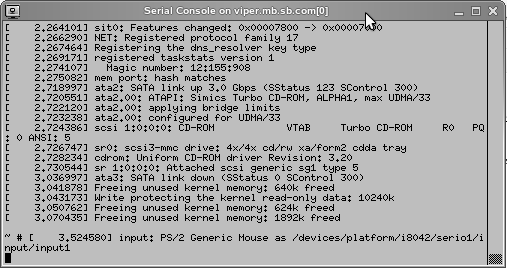 Serial Console on viper.mb.sb.com[0]
[    2.264101] sit0: Features changed: 0x00007800 -> 0x00007000
[    2.266290] NET: Registered protocol family 17
[    2.267464] Registering the dns_resolver key type
[    2.269171] registered taskstats version 1
[    2.274107]   Magic number: 12:155:908
[    2.275082] mem port: hash matches
[    2.718997] ata2: SATA link up 3.0 Gbps (SStatus 123 SControl 300)
[    2.720551] ata2.00: ATAPI: Simics Turbo CD-ROM, ALPHA1, max UDMA/33
[    2.722120] ata2.00: applying bridge limits
[    2.723238] ata2.00: configured for UDMA/33
[    2.724386] scsi 1:0:0:0: CD-ROM            VTAB     Turbo CD-ROM     R0   PQ
: 0 ANSI: 5
[    2.726747] sr0: scsi3-mmc drive: 4x/4x cd/rw xa/form2 cdda tray
[    2.728234] cdrom: Uniform CD-ROM driver Revision: 3.20
[    2.730544] sr 1:0:0:0: Attached scsi generic sg1 type 5
[    3.036997] ata3: SATA link down (SStatus 0 SControl 300)
[    3.041878] Freeing unused kernel memory: 640k freed
[    3.043173] Write protecting the kernel read-only data: 10240k
[    3.050762] Freeing unused kernel memory: 624k freed
[    3.070435] Freeing unused kernel memory: 1892k freed
~ # [    3.524580] input: PS/2 Generic Mouse as /devices/platform/i8042/serio1/i
nput/input1